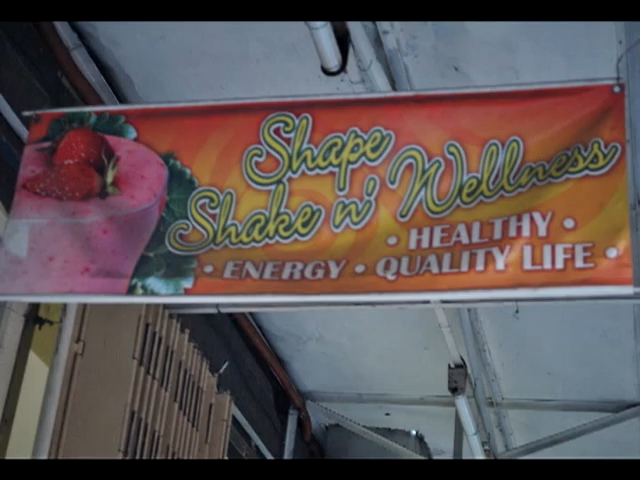 Shape
Shake n' Wellness
• HEALTHY •
• ENERGY • QUALITY LIFE •